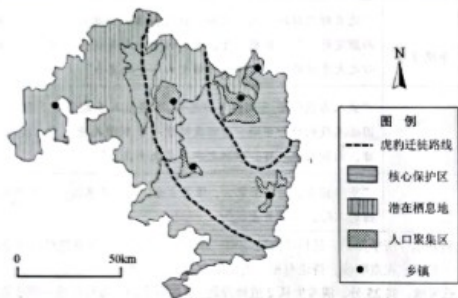 N
图 例
虎豹迁徙路线
核心保护区
潜在栖息地
人口聚集区
乡镇
0 50km